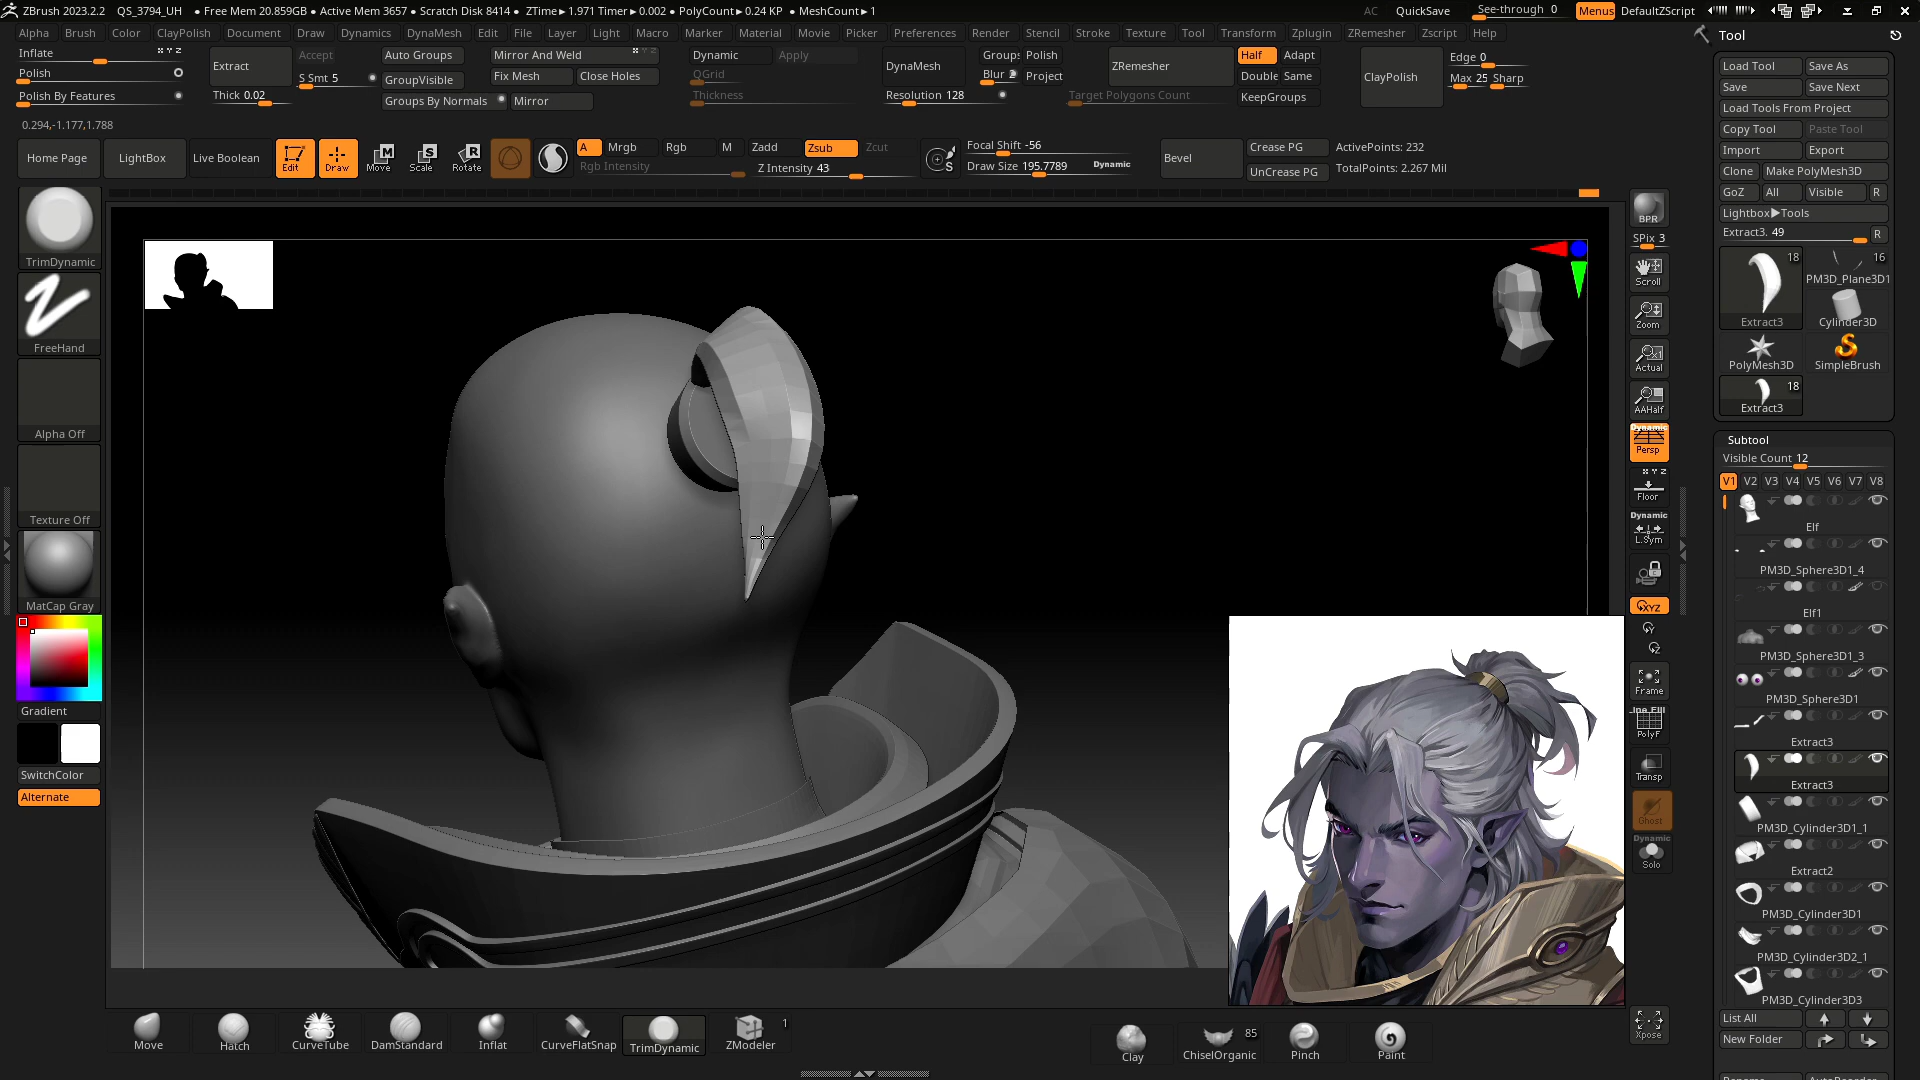 ZBrush 2023.2.2 QS_3794_UH • Free Mem 20.859GB • Active Mem 3657 • Scratch Disk 8414 • ZTime▸1.971 Timer▸0.002 • PolyCount▸0.24 KP • MeshCount▸1 AC QuickSave See-through 0 Menus DefaultZScript
Alpha Brush Color ClayPolish Document Draw Dynamics DynaMesh Edit File Layer Light Macro Marker Material Movie Picker Preferences Render Stencil Stroke Texture Tool Transform Zplugin ZRemesher Zscript Help
Inflate
Polish
Polish By Features
Extract
Thick 0.02
Accept
S Smt 5
Auto Groups
GroupVisible
Groups By Normals
Mirror And Weld
Fix Mesh Close Holes
Mirror
Dynamic Apply
QGrid
Thickness
DynaMesh
Groups Polish
Blur 2 Project
Resolution 128
ZRemesher
Target Polygons Count
Half Adapt
Double Same
KeepGroups
ClayPolish
Edge 0
Max 25 Sharp
0.294,-1.177,1.788
Home Page
LightBox
Live Boolean
Edit
Draw
Move
Scale
Rotate
A Mrgb Rgb M Zadd Zsub Zcut
Rgb Intensity Z Intensity 43
Focal Shift -56
Draw Size 195.7789 Dynamic
Bevel
Crease PG
UnCrease PG
ActivePoints: 232
TotalPoints: 2.267 Mil
TrimDynamic
FreeHand
Alpha Off
Texture Off
MatCap Gray
Gradient
SwitchColor
Alternate
BPR
SPix 3
Scroll
Zoom
Actual
AAHalf
Dynamic
Persp
Floor
Dynamic
L.Sym
XYZ
Frame
Line Fill
PolyF
Transp
Ghost
Dynamic
Solo
Xpose
Tool
Load Tool Save As
Save Save Next
Load Tools From Project
Copy Tool Paste Tool
Import Export
Clone Make PolyMesh3D
GoZ All Visible R
Lightbox▸Tools
Extract3. 49 R
18 16
PM3D_Plane3D1
Extract3 Cylinder3D
PolyMesh3D SimpleBrush
18
Extract3
Subtool
Visible Count 12
V1 V2 V3 V4 V5 V6 V7 V8
Elf
PM3D_Sphere3D1_4
Elf1
PM3D_Sphere3D1_3
PM3D_Sphere3D1
Extract3
Extract3
PM3D_Cylinder3D1_1
Extract2
PM3D_Cylinder3D1
PM3D_Cylinder3D2_1
PM3D_Cylinder3D3
List All
New Folder
Move Hatch CurveTube DamStandard Inflat CurveFlatSnap TrimDynamic ZModeler 1
Clay ChiselOrganic 85 Pinch Paint